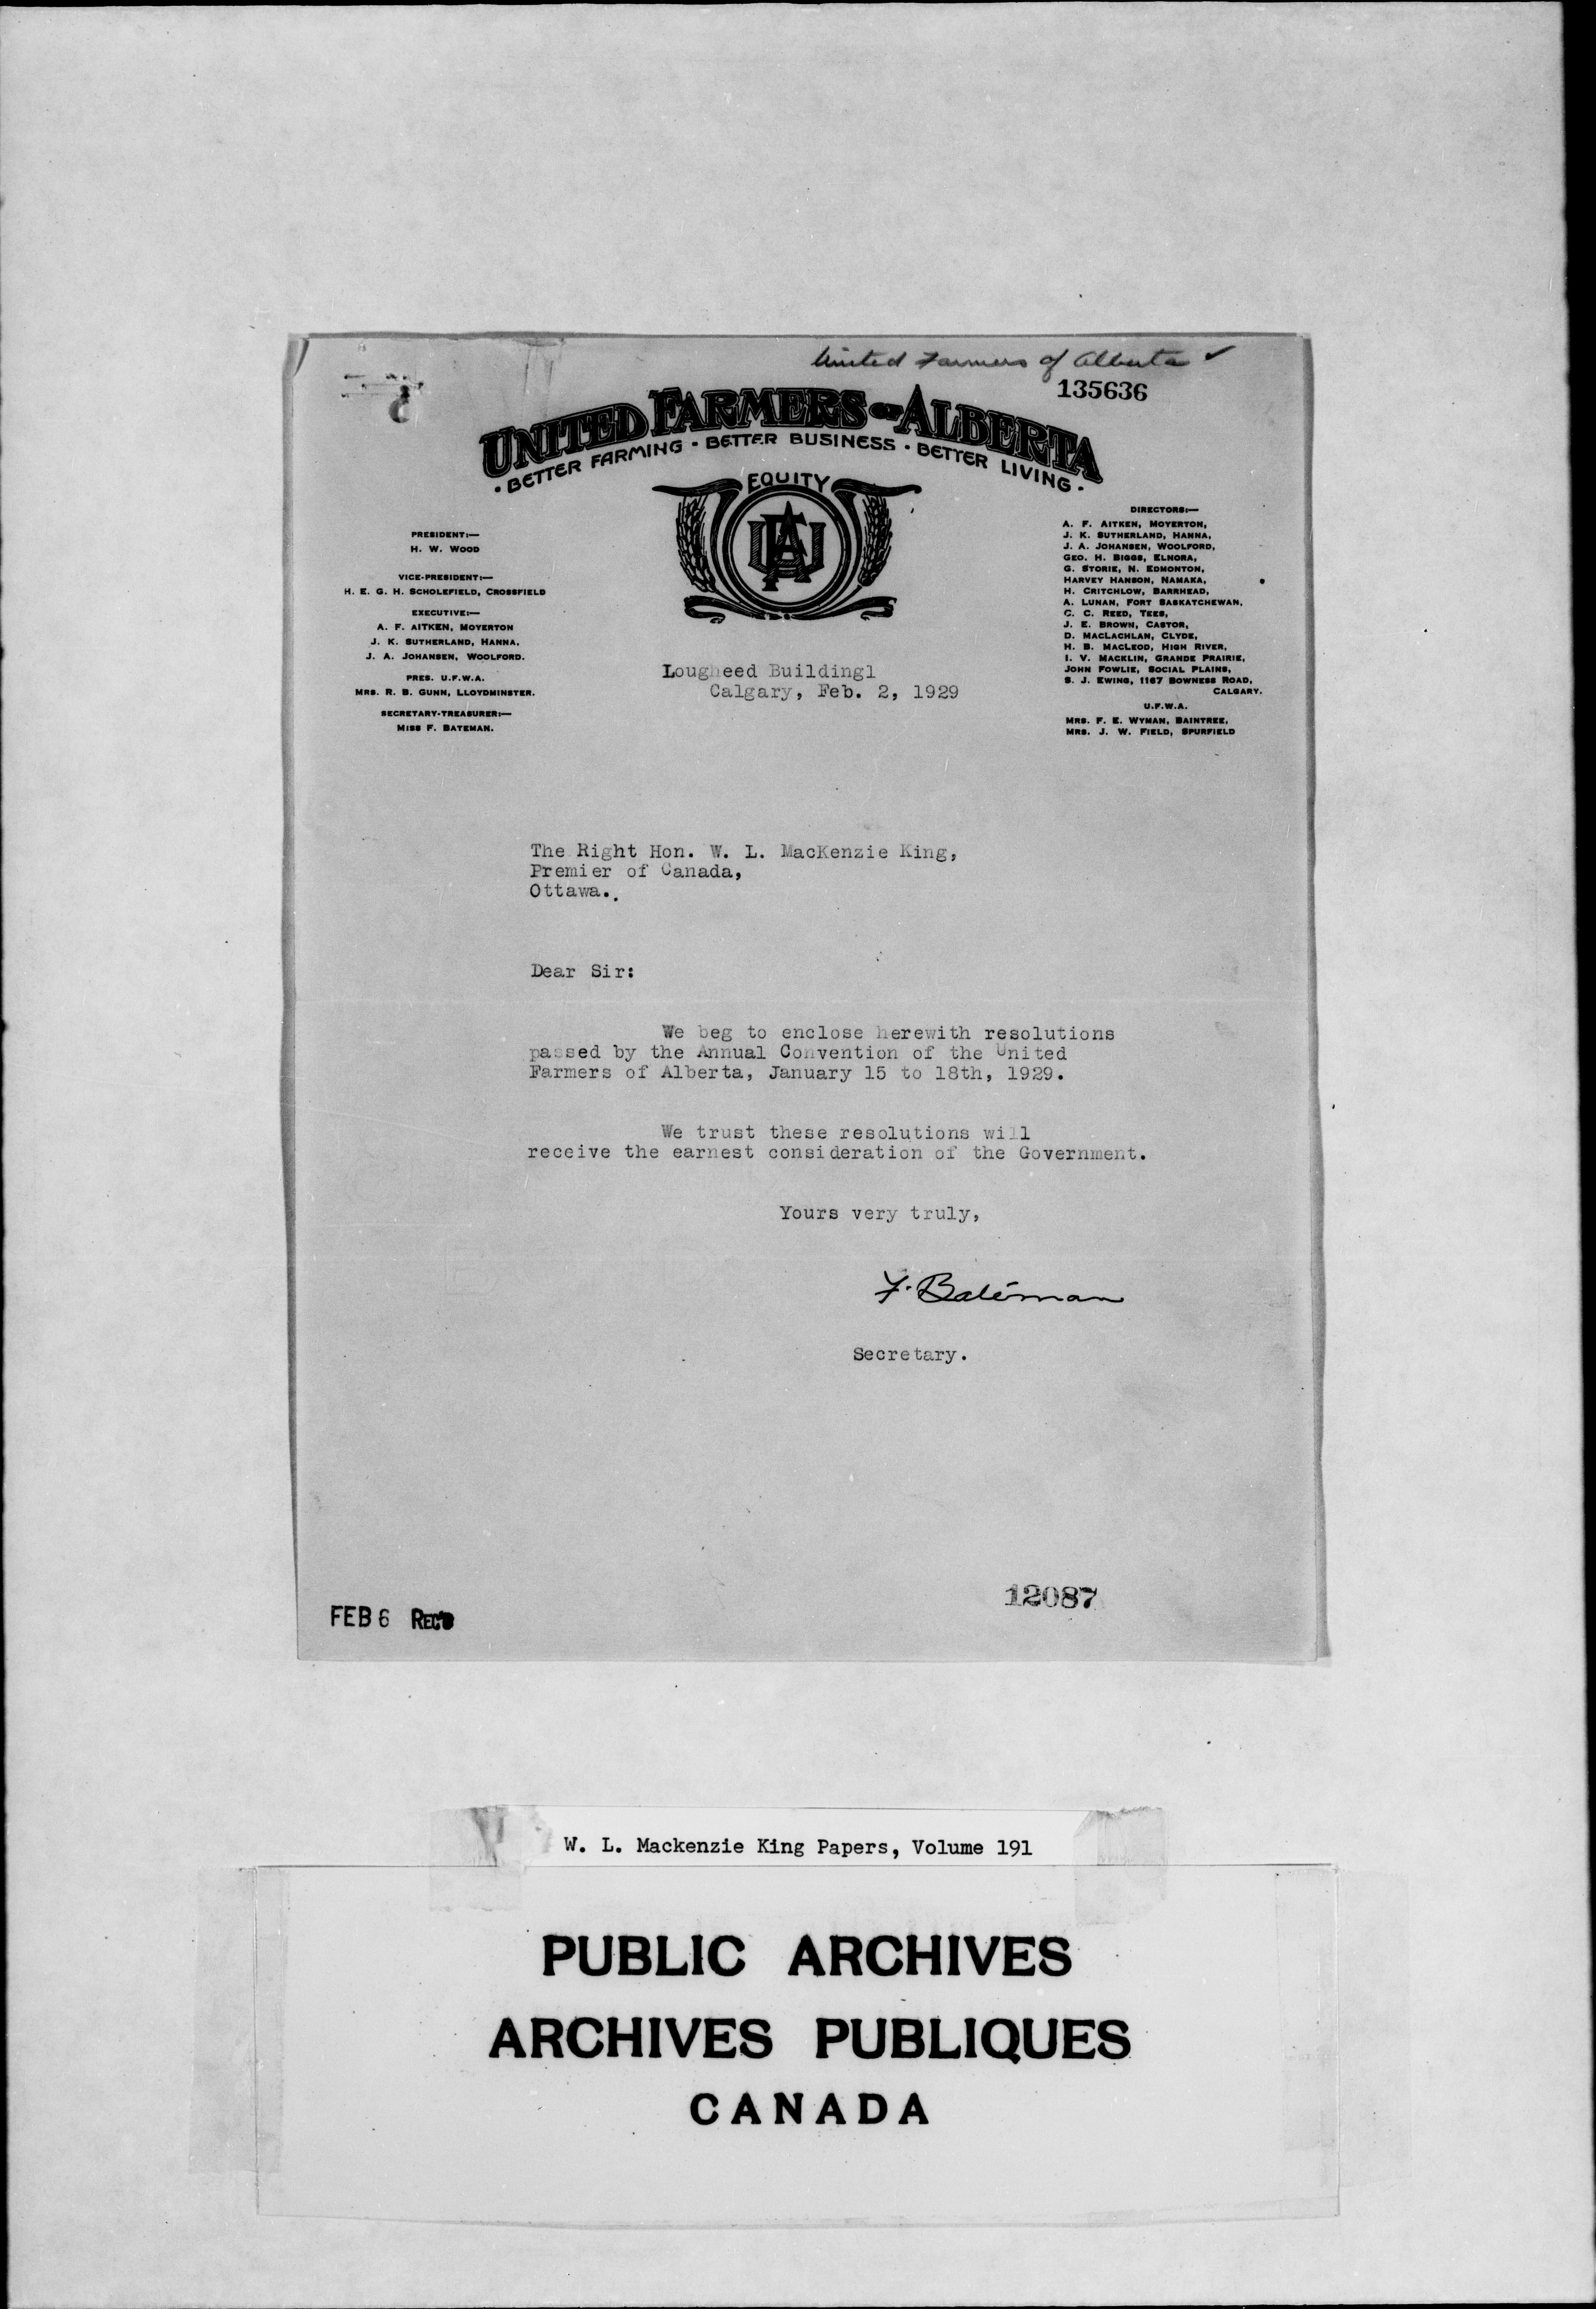 United Farmers of Alberta ✓
135636
UNITED FARMERS OF ALBERTA
· BETTER FARMING · BETTER BUSINESS · BETTER LIVING ·
EQUITY
UFA
PRESIDENT:—
H. W. WOOD
VICE-PRESIDENT:—
H. E. G. H. SCHOLEFIELD, CROSSFIELD
EXECUTIVE:—
A. F. AITKEN, MOYERTON
J. K. SUTHERLAND, HANNA.
J. A. JOHANSEN, WOOLFORD.
PRES. U.F.W.A.
MRS. R. B. GUNN, LLOYDMINSTER.
SECRETARY-TREASURER:—
MISS F. BATEMAN.
DIRECTORS:—
A. F. AITKEN, MOYERTON,
J. K. SUTHERLAND, HANNA,
J. A. JOHANSEN, WOOLFORD,
GEO. H. BIGGS, ELNORA,
G. STORIE, N. EDMONTON,
HARVEY HANSON, NAMAKA,
H. CRITCHLOW, BARRHEAD,
A. LUNAN, FORT SASKATCHEWAN,
C. C. REED, TEES,
J. E. BROWN, CASTOR,
D. MACLACHLAN, CLYDE,
H. B. MACLEOD, HIGH RIVER,
I. V. MACKLIN, GRANDE PRAIRIE,
JOHN FOWLIE, SOCIAL PLAINS,
S. J. EWING, 1167 BOWNESS ROAD,
CALGARY.
U.F.W.A.
MRS. F. E. WYMAN, BAINTREE,
MRS. J. W. FIELD, SPURFIELD
Lougheed Building1
Calgary, Feb. 2, 1929
The Right Hon. W. L. MacKenzie King,
Premier of Canada,
Ottawa..
Dear Sir:
We beg to enclose herewith resolutions
passed by the Annual Convention of the United
Farmers of Alberta, January 15 to 18th, 1929.
We trust these resolutions will
receive the earnest consideration of the Government.
Yours very truly,
F. Bateman
Secretary.
12087
FEB 6 REC'D
W. L. Mackenzie King Papers, Volume 191
PUBLIC ARCHIVES
ARCHIVES PUBLIQUES
CANADA